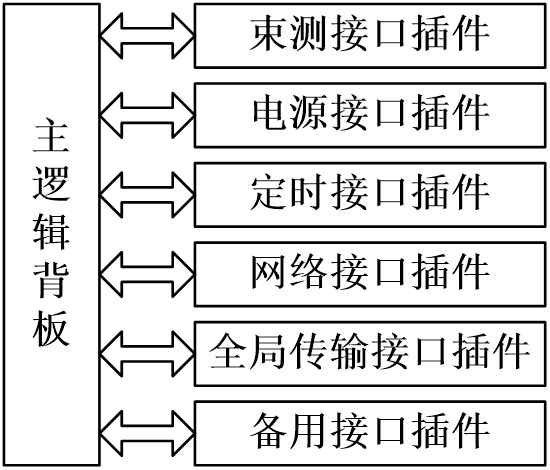 主逻辑背板
束测接口插件
电源接口插件
定时接口插件
网络接口插件
全局传输接口插件
备用接口插件